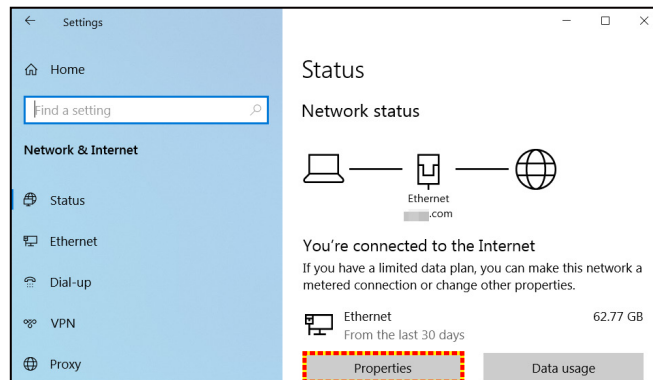 Settings
Home
Find a setting
Network & Internet
Status
Ethernet
Dial-up
VPN
Proxy
Status
Network status
Ethernet
.com
You're connected to the Internet
If you have a limited data plan, you can make this network a
metered connection or change other properties.
Ethernet 62.77 GB
From the last 30 days
Properties Data usage